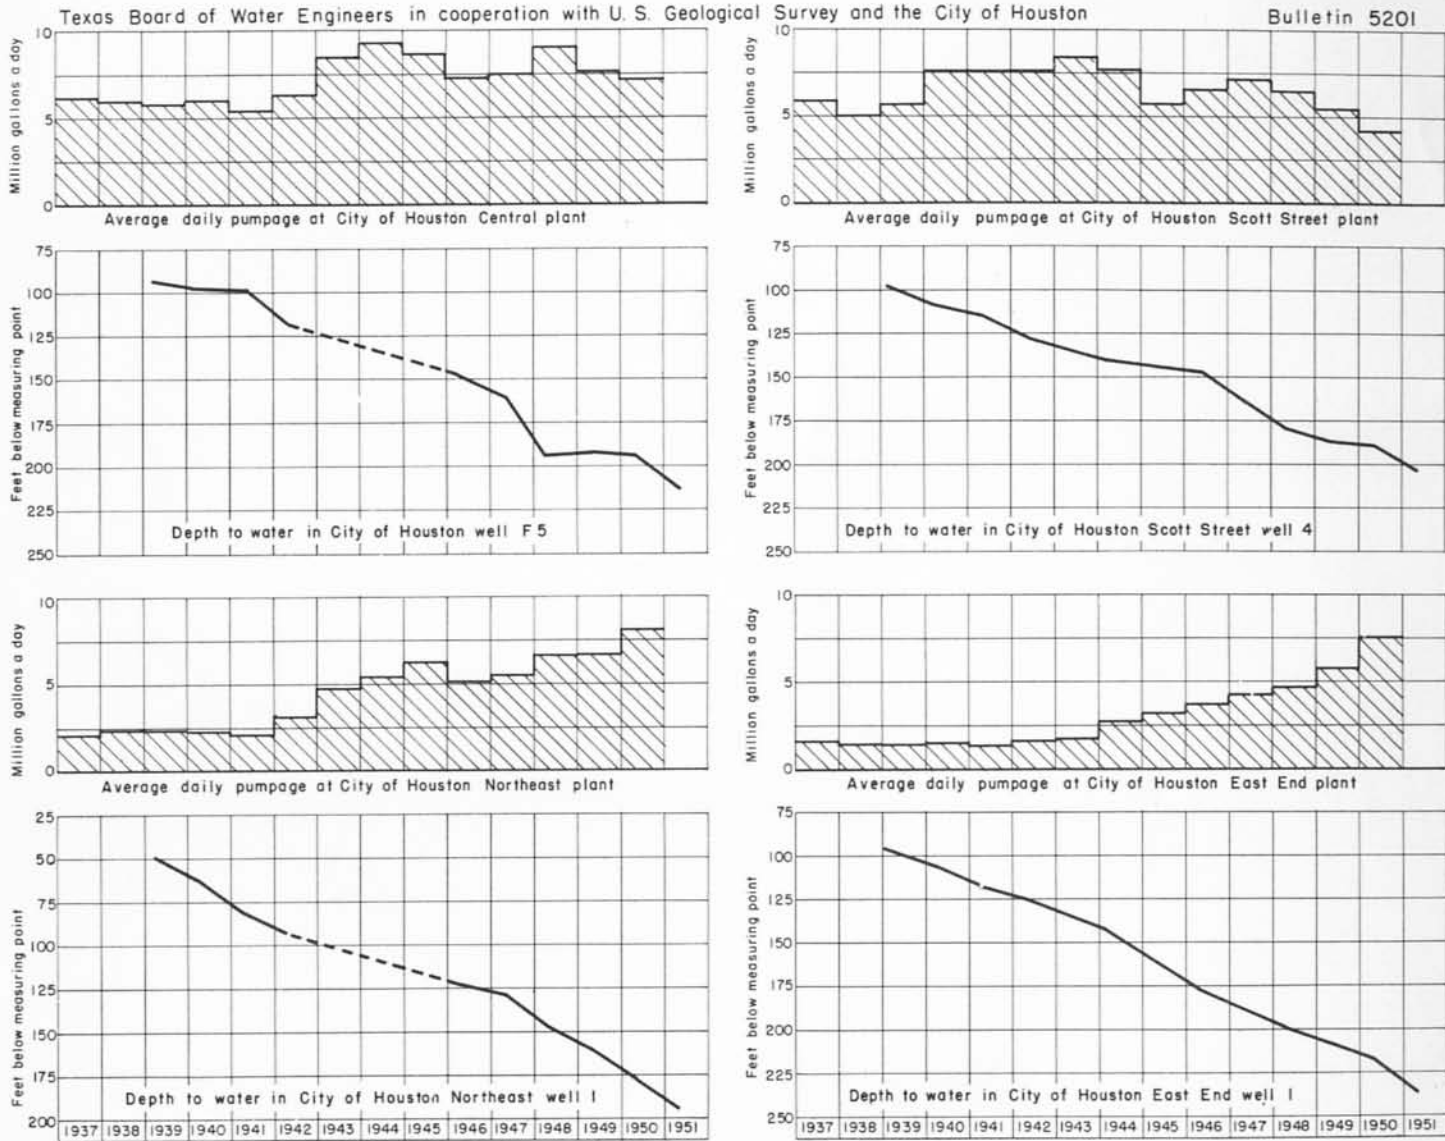 Texas Board of Water Engineers in cooperation with U. S. Geological Survey and the City of Houston
Bulletin 5201
Million gallons a day
10
5
0
Average daily pumpage at City of Houston Central plant
Million gallons a day
10
5
0
Average daily pumpage at City of Houston Scott Street plant
Feet below measuring point
75
100
125
150
175
200
225
250
Depth to water in City of Houston well F 5
Feet below measuring point
75
100
125
150
175
200
225
250
Depth to water in City of Houston Scott Street well 4
Million gallons a day
10
5
0
Average daily pumpage at City of Houston Northeast plant
Million gallons a day
10
5
0
Average daily pumpage at City of Houston East End plant
Feet below measuring point
25
50
75
100
125
150
175
200
Depth to water in City of Houston Northeast well 1
1937 1938 1939 1940 1941 1942 1943 1944 1945 1946 1947 1948 1949 1950 1951
Feet below measuring point
75
100
125
150
175
200
225
250
Depth to water in City of Houston East End well 1
1937 1938 1939 1940 1941 1942 1943 1944 1945 1946 1947 1948 1949 1950 1951